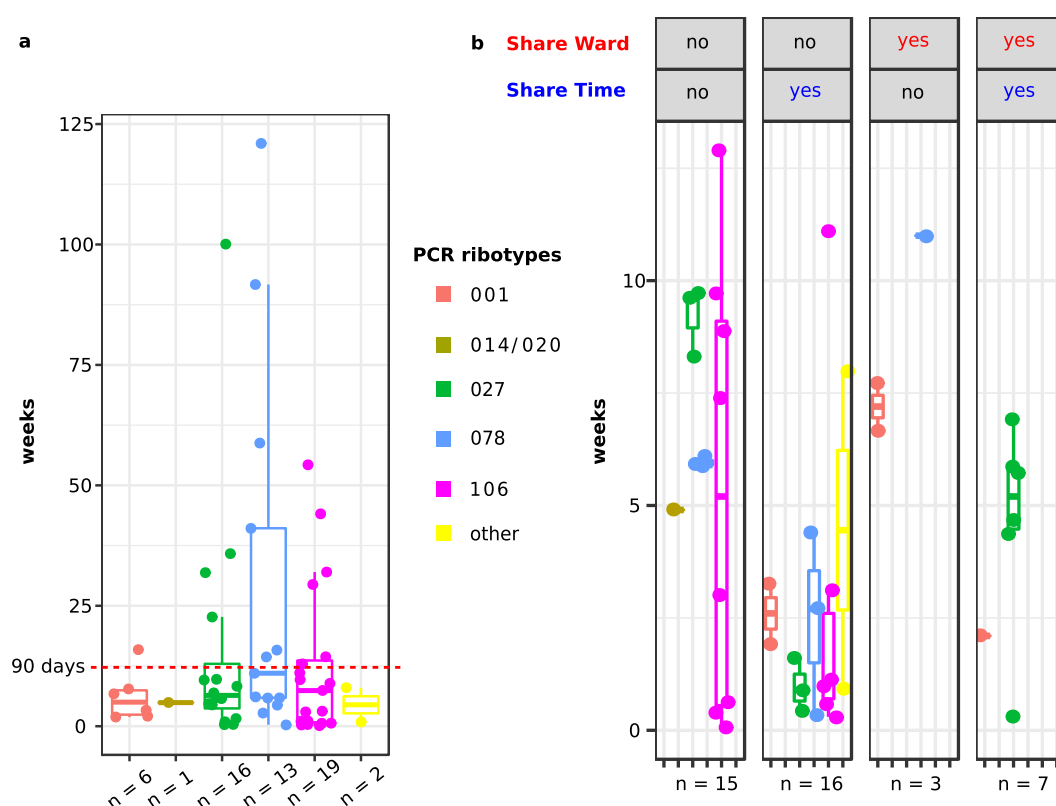 a
125
100
75
50
25
90 days
0
weeks
n = 6
n = 1
n = 16
n = 13
n = 19
n = 2
PCR ribotypes
001
014/020
027
078
106
other
b
Share Ward
no
no
yes
yes
Share Time
no
yes
no
yes
10
5
0
weeks
n = 15
n = 16
n = 3
n = 7